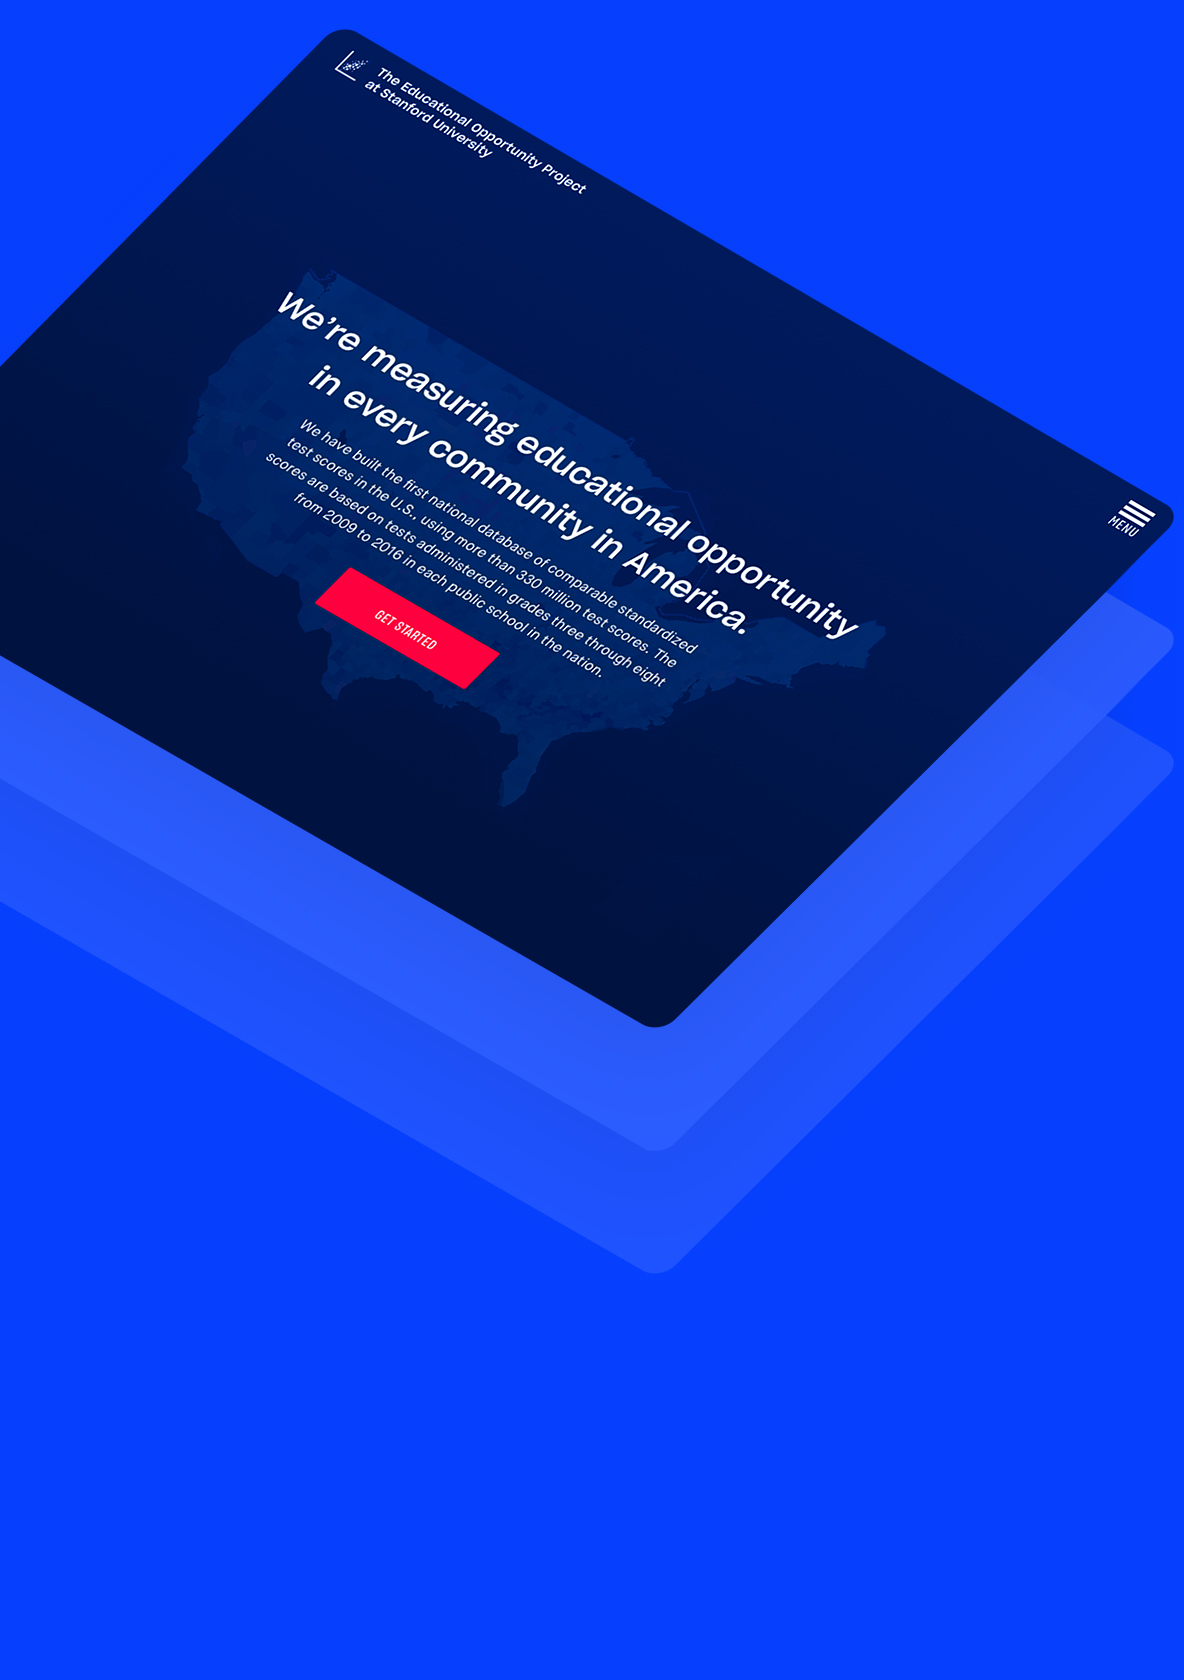 The Educational Opportunity Project
at Stanford University
MENU
We’re measuring educational opportunity
in every community in America.
We have built the first national database of comparable standardized
test scores in the U.S., using more than 330 million test scores. The
scores are based on tests administered in grades three through eight
from 2009 to 2016 in each public school in the nation.
GET STARTED